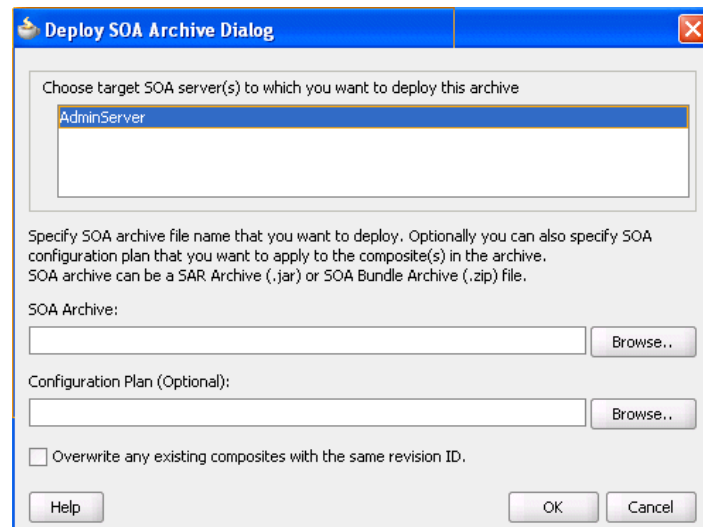 Deploy SOA Archive Dialog
Choose target SOA server(s) to which you want to deploy this archive
AdminServer
Specify SOA archive file name that you want to deploy. Optionally you can also specify SOA
configuration plan that you want to apply to the composite(s) in the archive.
SOA archive can be a SAR Archive (.jar) or SOA Bundle Archive (.zip) file.
SOA Archive:
Browse..
Configuration Plan (Optional):
Browse..
Overwrite any existing composites with the same revision ID.
Help
OK
Cancel